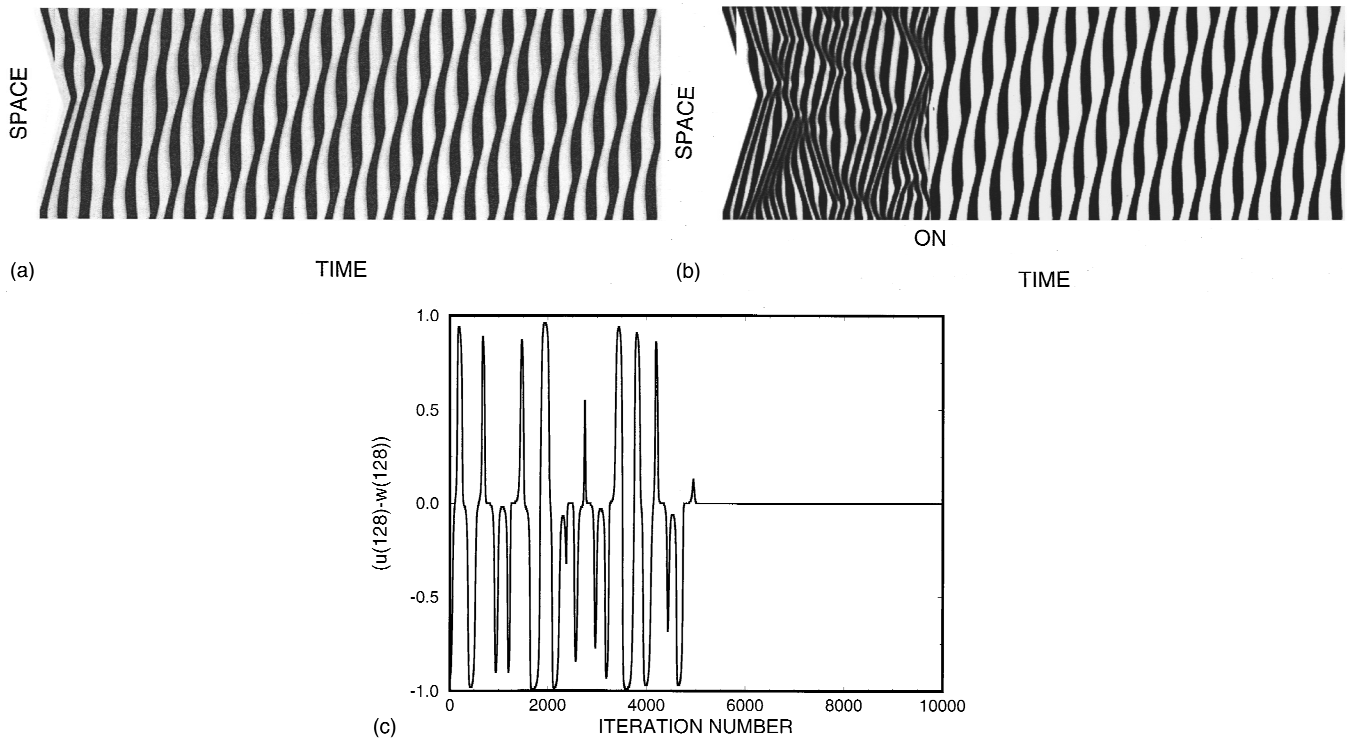 SPACE
(a)
TIME
SPACE
ON
(b)
TIME
1.0
0.5
0.0
-0.5
-1.0
(u(128)-w(128))
0
2000
4000
6000
8000
10000
ITERATION NUMBER
(c)